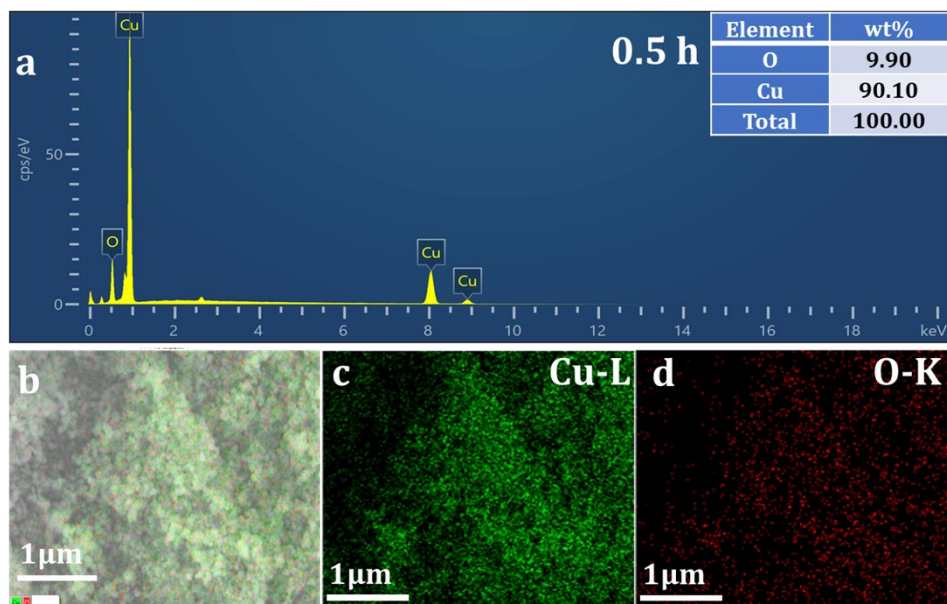 a
0.5 h
Element wt%
O 9.90
Cu 90.10
Total 100.00
cps/eV
50
0
Cu
O
Cu
Cu
0 2 4 6 8 10 12 14 16 18 keV
b
1μm
c
Cu-L
1μm
d
O-K
1μm